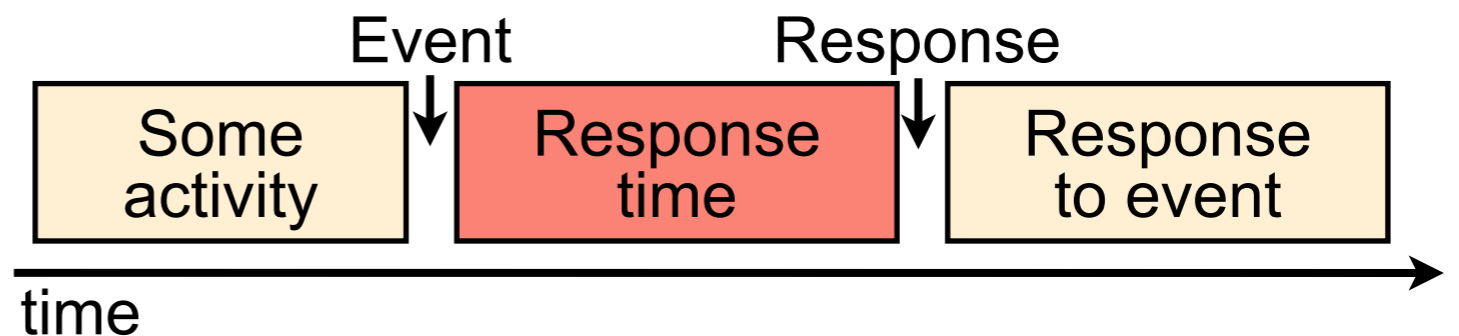 Event
Response
Some
activity
Response
time
Response
to event
time